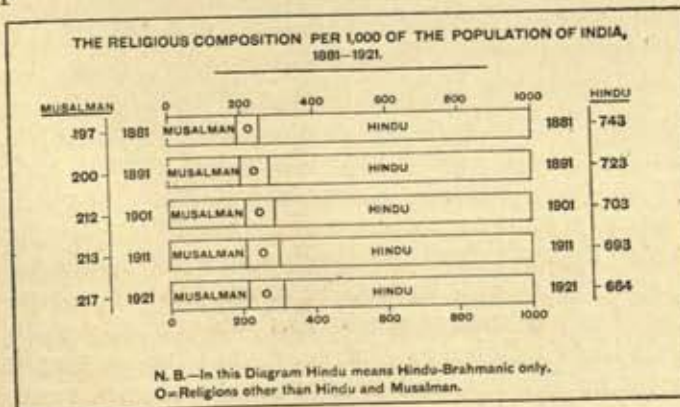 THE RELIGIOUS COMPOSITION PER 1,000 OF THE POPULATION OF INDIA,
1881–1921.
MUSALMAN 0 200 400 600 800 1000 HINDU
197 1881 MUSALMAN O HINDU 1881 743
200 1891 MUSALMAN O HINDU 1891 723
212 1901 MUSALMAN O HINDU 1901 703
213 1911 MUSALMAN O HINDU 1911 693
217 1921 MUSALMAN O HINDU 1921 684
0 200 400 600 800 1000
N. B.—In this Diagram Hindu means Hindu-Brahmanic only.
O=Religions other than Hindu and Musalman.